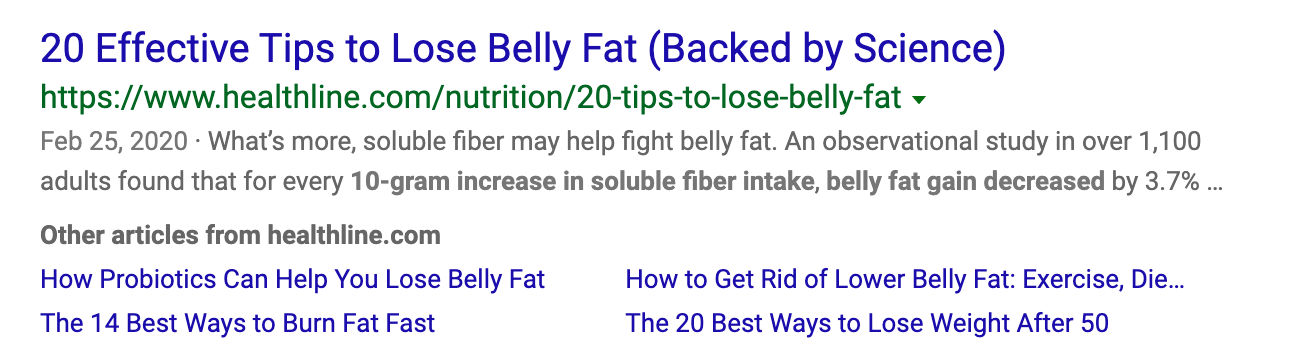 20 Effective Tips to Lose Belly Fat (Backed by Science)
https://www.healthline.com/nutrition/20-tips-to-lose-belly-fat
Feb 25, 2020 · What’s more, soluble fiber may help fight belly fat. An observational study in over 1,100
adults found that for every 10-gram increase in soluble fiber intake, belly fat gain decreased by 3.7% ...
Other articles from healthline.com
How Probiotics Can Help You Lose Belly Fat
How to Get Rid of Lower Belly Fat: Exercise, Die...
The 14 Best Ways to Burn Fat Fast
The 20 Best Ways to Lose Weight After 50